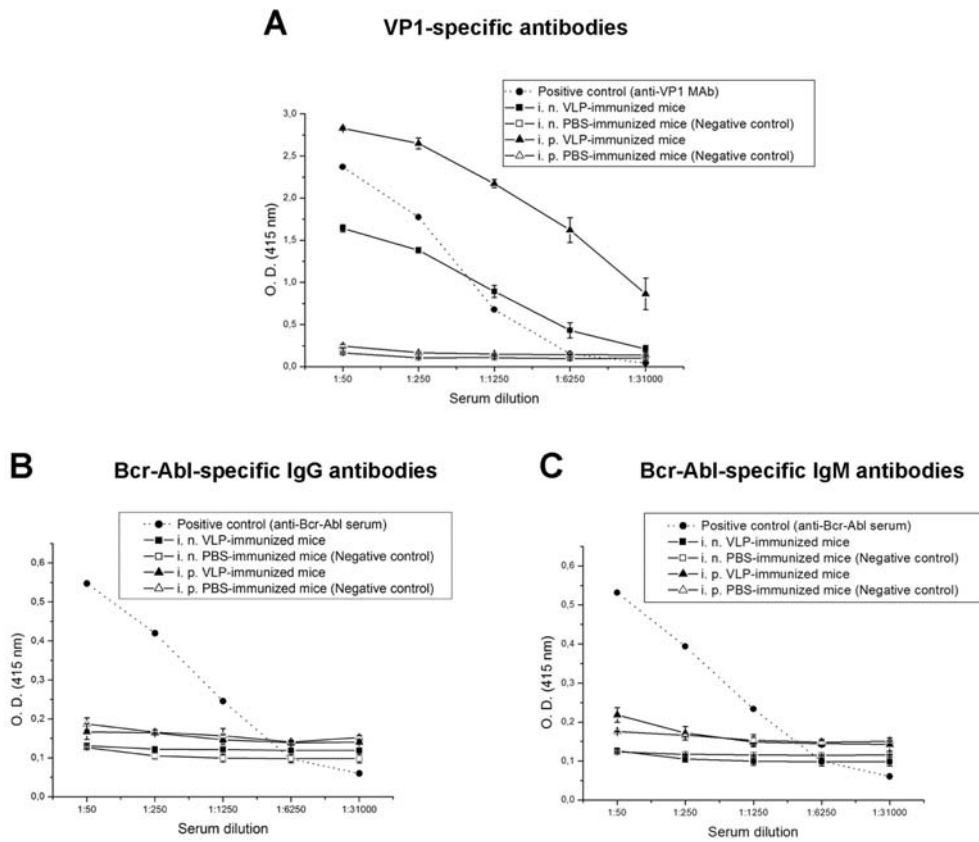 A
VP1-specific antibodies
Positive control (anti-VP1 MAb)
i. n. VLP-immunized mice
i. n. PBS-immunized mice (Negative control)
i. p. VLP-immunized mice
i. p. PBS-immunized mice (Negative control)
3,0
2,5
2,0
1,5
1,0
0,5
0,0
O. D. (415 nm)
1:50
1:250
1:1250
1:6250
1:31000
Serum dilution
B
Bcr-Abl-specific IgG antibodies
Positive control (anti-Bcr-Abl serum)
i. n. VLP-immunized mice
i. n. PBS-immunized mice (Negative control)
i. p. VLP-immunized mice
i. p. PBS-immunized mice (Negative control)
0,6
0,5
0,4
0,3
0,2
0,1
0,0
O. D. (415 nm)
1:50
1:250
1:1250
1:6250
1:31000
Serum dilution
C
Bcr-Abl-specific IgM antibodies
Positive control (anti-Bcr-Abl serum)
i. n. VLP-immunized mice
i. n. PBS-immunized mice (Negative control)
i. p. VLP-immunized mice
i. p. PBS-immunized mice (Negative control)
0,6
0,5
0,4
0,3
0,2
0,1
0,0
O. D. (415 nm)
1:50
1:250
1:1250
1:6250
1:31000
Serum dilution